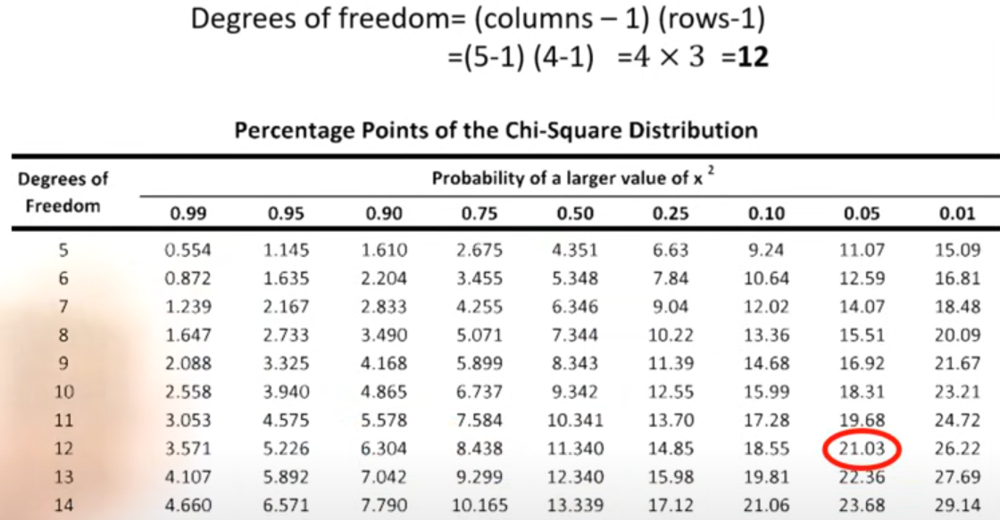 Degrees of freedom= (columns – 1) (rows-1)
=(5-1) (4-1) =4 × 3 =12
Percentage Points of the Chi-Square Distribution
Degrees of Freedom Probability of a larger value of x 2
0.99 0.95 0.90 0.75 0.50 0.25 0.10 0.05 0.01
5 0.554 1.145 1.610 2.675 4.351 6.63 9.24 11.07 15.09
6 0.872 1.635 2.204 3.455 5.348 7.84 10.64 12.59 16.81
7 1.239 2.167 2.833 4.255 6.346 9.04 12.02 14.07 18.48
8 1.647 2.733 3.490 5.071 7.344 10.22 13.36 15.51 20.09
9 2.088 3.325 4.168 5.899 8.343 11.39 14.68 16.92 21.67
10 2.558 3.940 4.865 6.737 9.342 12.55 15.99 18.31 23.21
11 3.053 4.575 5.578 7.584 10.341 13.70 17.28 19.68 24.72
12 3.571 5.226 6.304 8.438 11.340 14.85 18.55 21.03 26.22
13 4.107 5.892 7.042 9.299 12.340 15.98 19.81 22.36 27.69
14 4.660 6.571 7.790 10.165 13.339 17.12 21.06 23.68 29.14